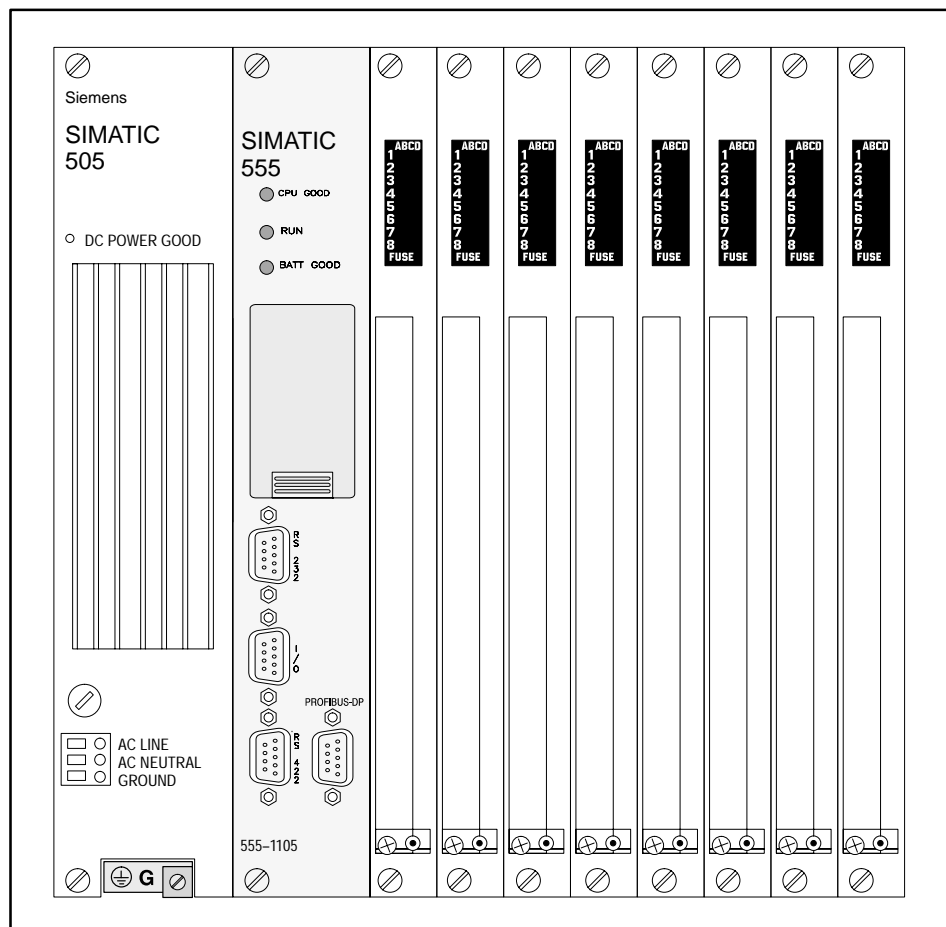 Siemens
SIMATIC
505
DC POWER GOOD
AC LINE
AC NEUTRAL
GROUND
G
SIMATIC
555
CPU GOOD
RUN
BATT GOOD
RS 232
I/O
PROFIBUS-DP
RS 422
555–1105
ABCD
1
2
3
4
5
6
7
8
FUSE
ABCD
1
2
3
4
5
6
7
8
FUSE
ABCD
1
2
3
4
5
6
7
8
FUSE
ABCD
1
2
3
4
5
6
7
8
FUSE
ABCD
1
2
3
4
5
6
7
8
FUSE
ABCD
1
2
3
4
5
6
7
8
FUSE
ABCD
1
2
3
4
5
6
7
8
FUSE
ABCD
1
2
3
4
5
6
7
8
FUSE